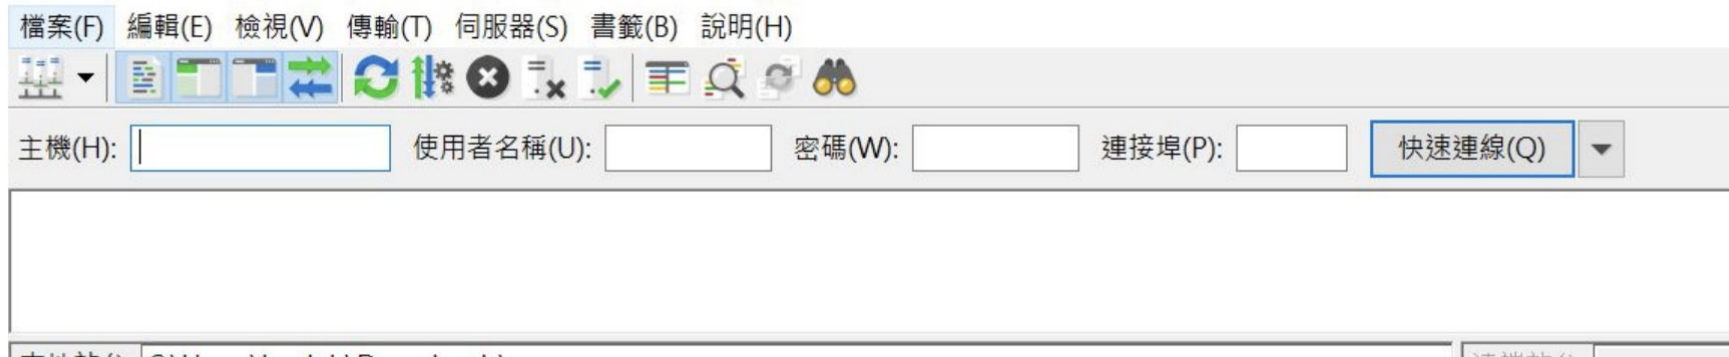 檔案(F) 編輯(E) 檢視(V) 傳輸(T) 伺服器(S) 書籤(B) 說明(H)
主機(H): 使用者名稱(U): 密碼(W): 連接埠(P): 快速連線(Q)